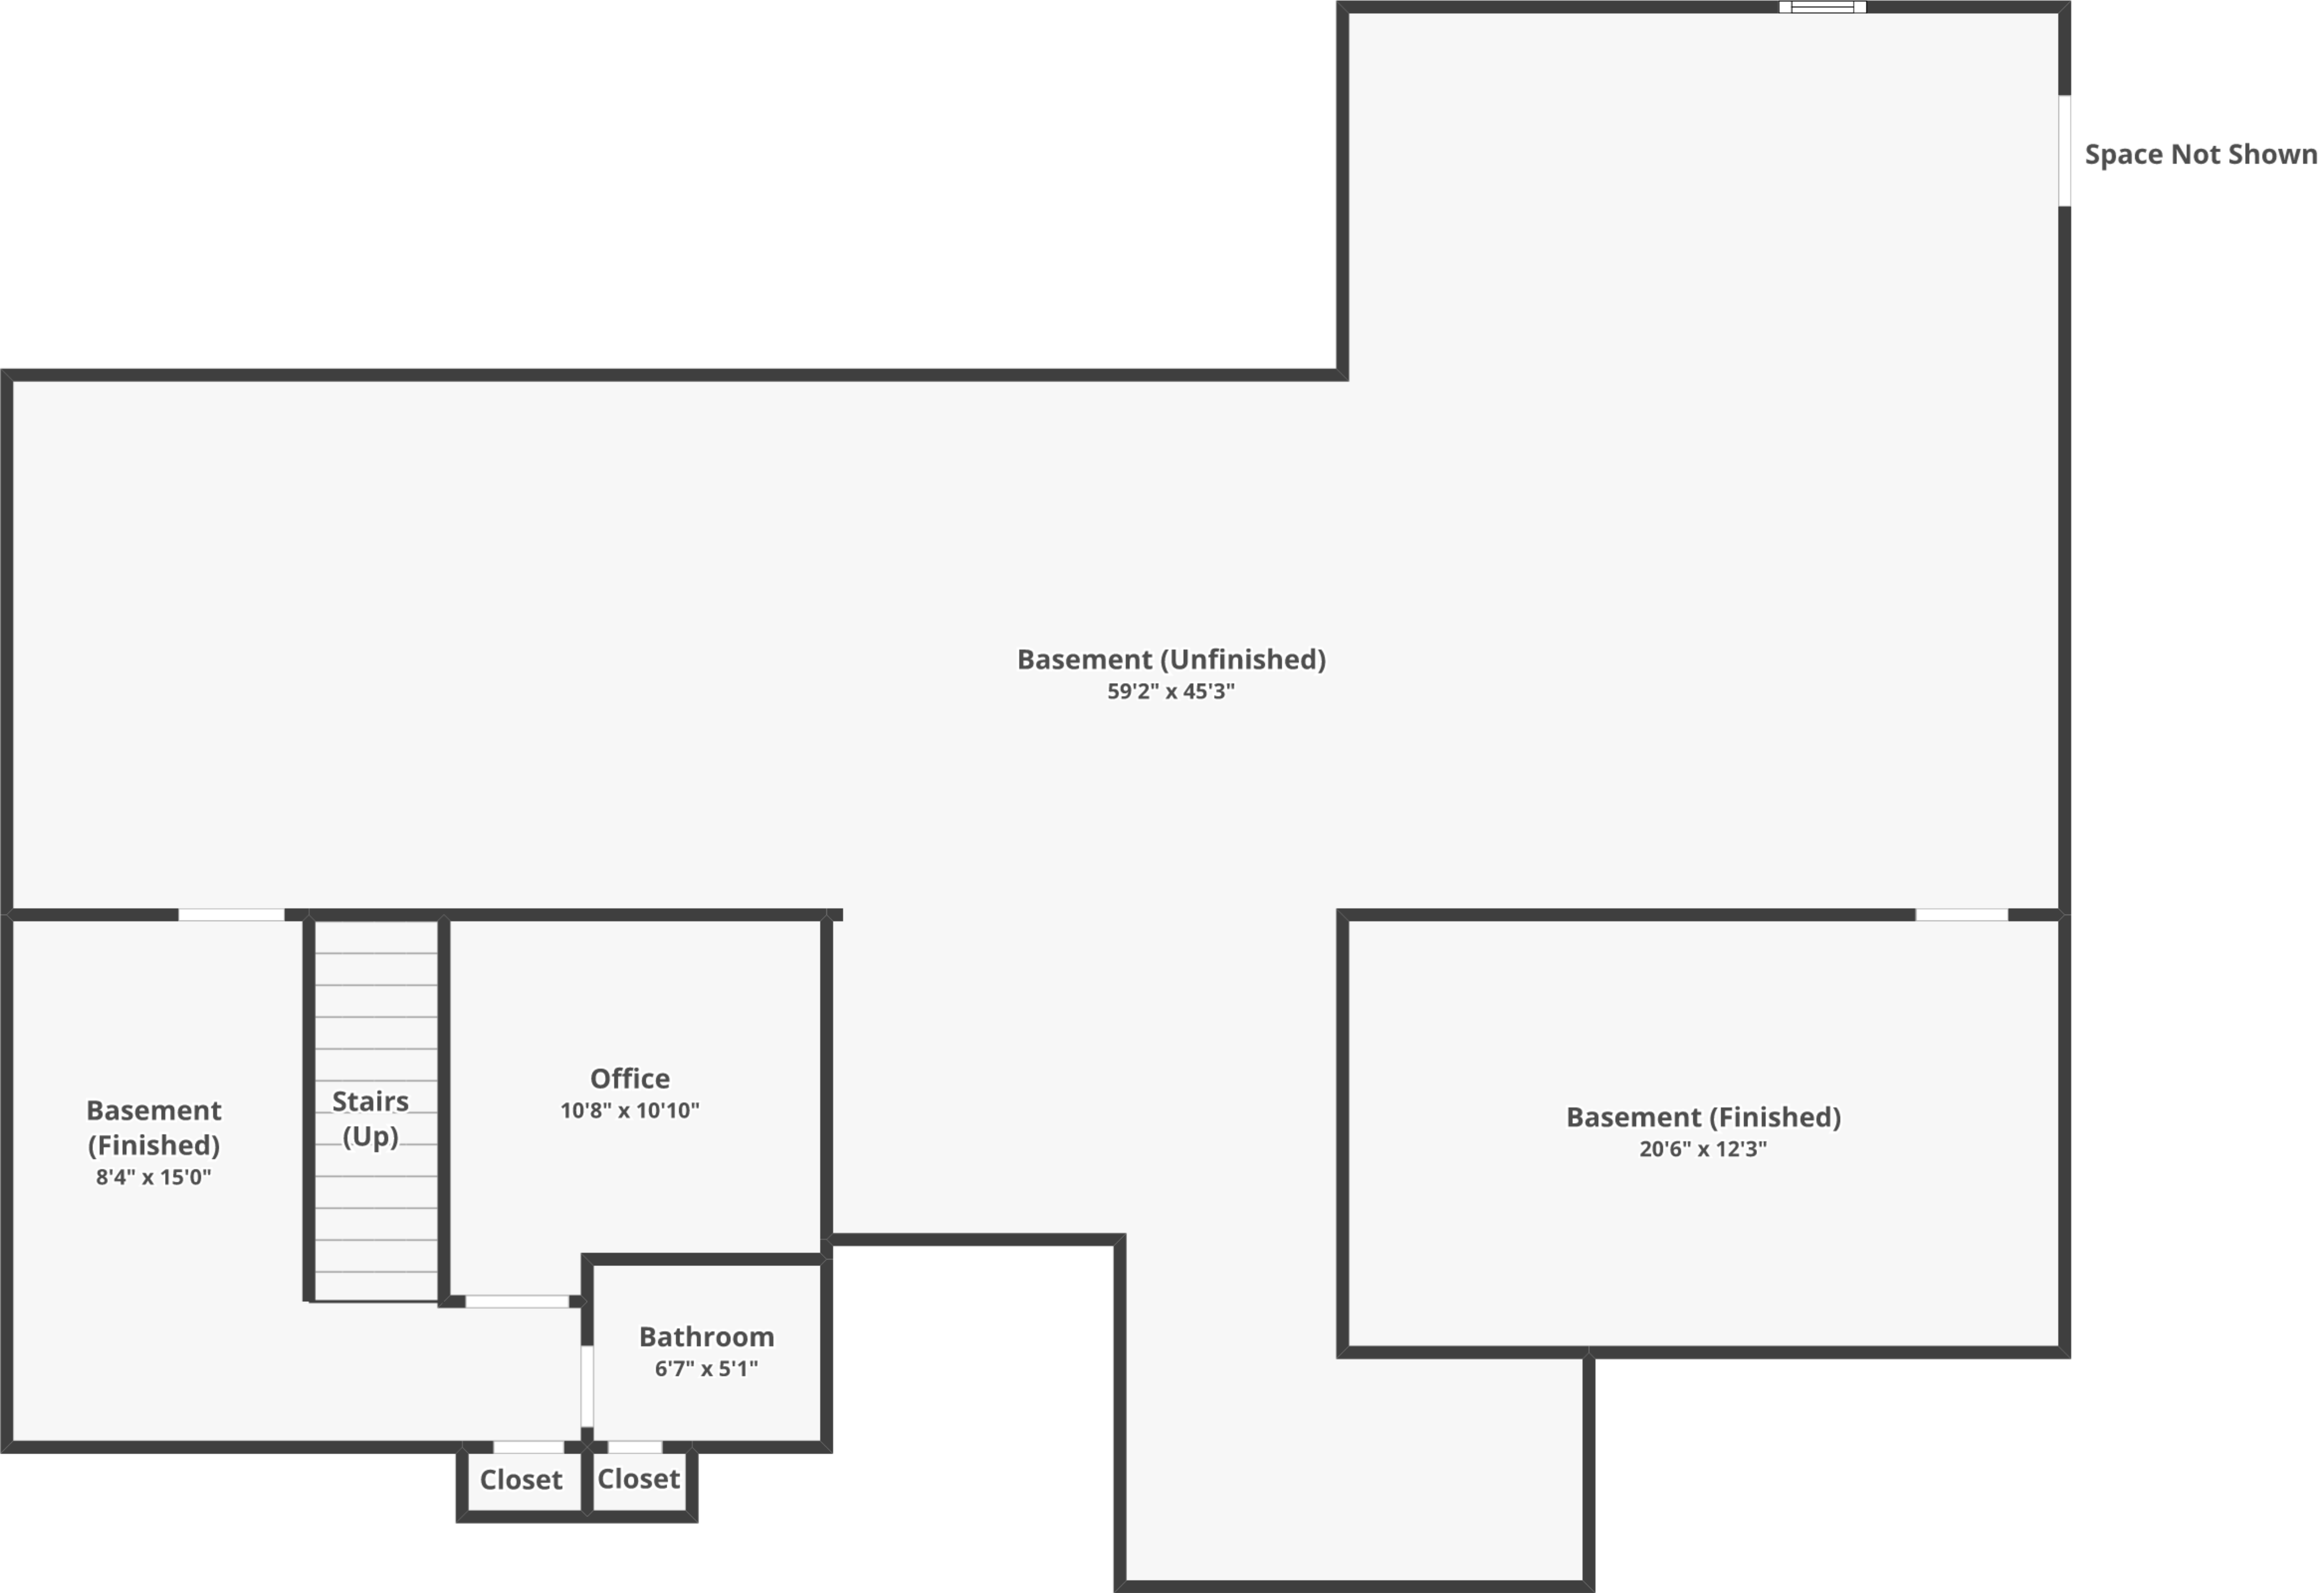 Space Not Shown
Basement (Unfinished)
59'2" x 45'3"
Office
10'8" x 10'10"
Basement
(Finished)
8'4" x 15'0"
Stairs
(Up)
Basement (Finished)
20'6" x 12'3"
Bathroom
6'7" x 5'1"
Closet
Closet